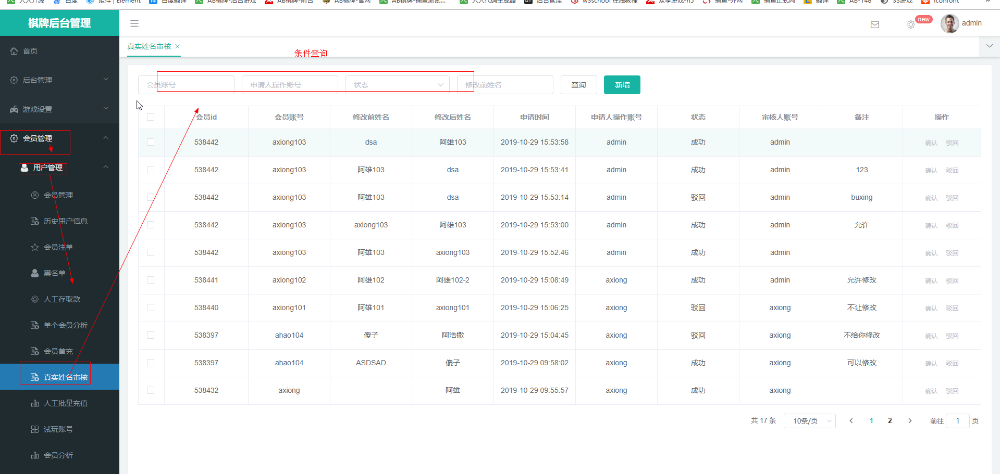 人人开源 百度 组件 | Element 百度翻译 AB棋牌-后台游戏 AB棋牌-前台 AB棋牌-官网 AB棋牌-捕鱼测试... 人人代码生成器 后台管理 w3school 在线教程 众享游戏-h5 捕鱼-外网 捕鱼正式网 翻译 AB-148 33游戏 iconfont
棋牌后台管理
new
admin
真实姓名审核
条件查询
首页
后台管理
游戏设置
会员管理
用户管理
会员管理
历史用户信息
会员注单
黑名单
人工存取款
单个会员分析
会员首充
真实姓名审核
人工批量充值
试玩账号
会员分析
会员账号 申请人操作账号 状态 修改前姓名 查询 新增
会员id 会员账号 修改前姓名 修改后姓名 申请时间 申请人操作账号 状态 审核人账号 备注 操作
538442 axiong103 dsa 阿雄103 2019-10-29 15:53:58 admin 成功 admin 确认 驳回
538442 axiong103 阿雄103 dsa 2019-10-29 15:53:41 admin 成功 admin 123 确认 驳回
538442 axiong103 阿雄103 dsa 2019-10-29 15:53:14 admin 驳回 admin buxing 确认 驳回
538442 axiong103 axiong103 阿雄103 2019-10-29 15:53:00 admin 成功 admin 允许 确认 驳回
538442 axiong103 阿雄103 axiong103 2019-10-29 15:52:46 admin 成功 admin 确认 驳回
538441 axiong102 阿雄102 阿雄102-2 2019-10-29 15:08:49 axiong 成功 admin 允许修改 确认 驳回
538440 axiong101 阿雄101 axiong101 2019-10-29 15:06:25 axiong 驳回 axiong 不让修改 确认 驳回
538397 ahao104 傻子 阿浩撒 2019-10-29 15:04:45 axiong 驳回 axiong 不给你修改 确认 驳回
538397 ahao104 ASDSAD 傻子 2019-10-29 09:58:02 axiong 成功 axiong 可以修改 确认 驳回
538432 axiong 阿雄 2019-10-29 09:55:57 axiong 成功 axiong 确认 驳回
共 17 条 10条/页 1 2 前往 1 页